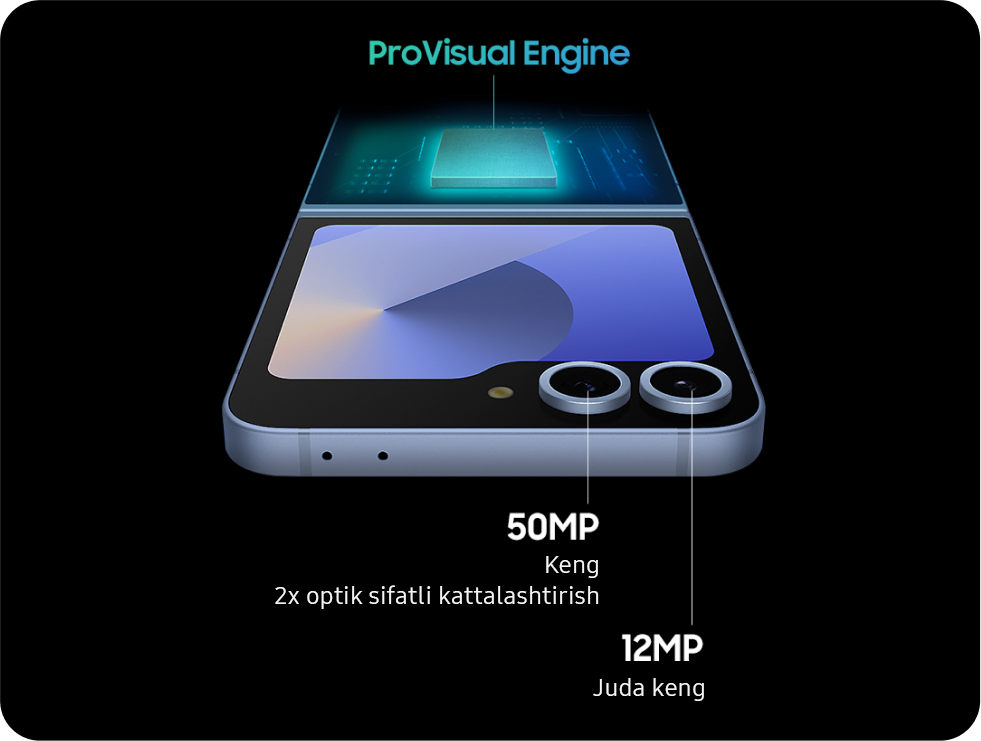 ProVisual Engine
50MP
Keng
2x optik sifatli kattalashtirish
12MP
Juda keng